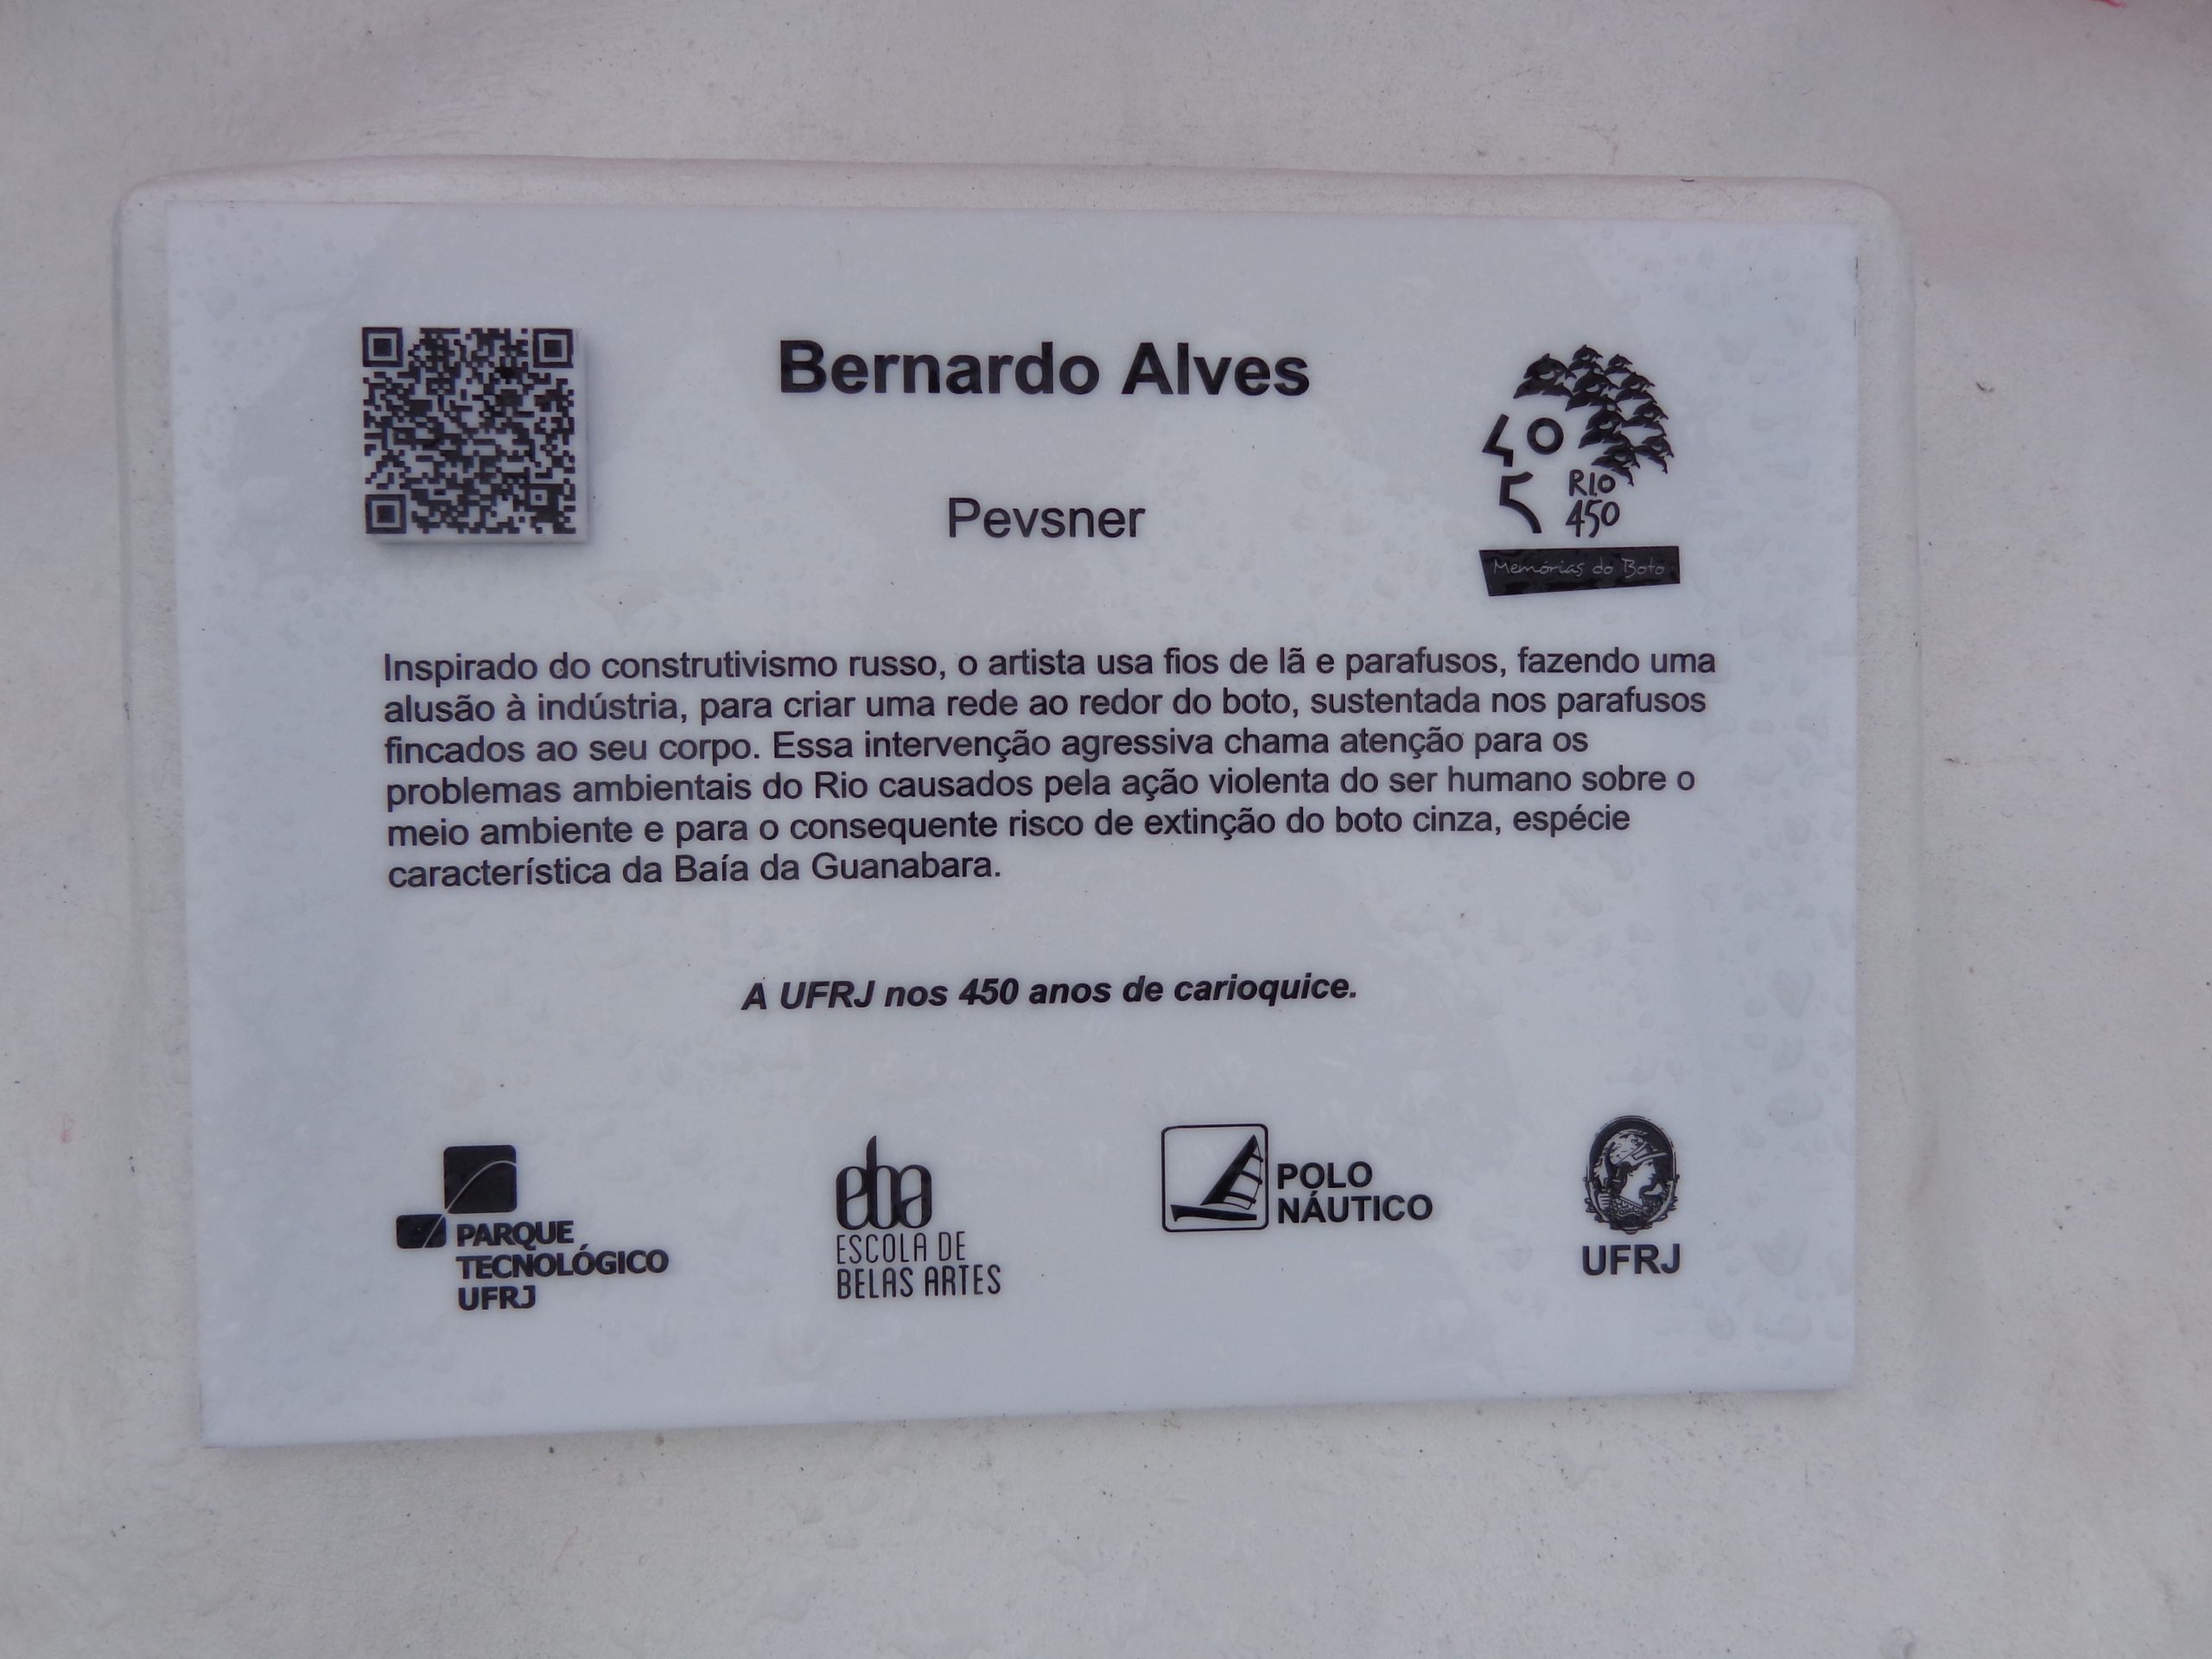 Bernardo Alves
Pevsner
4 0
5
RIO
450
Memórias do Boto
Inspirado do construtivismo russo, o artista usa fios de lã e parafusos, fazendo uma
alusão à indústria, para criar uma rede ao redor do boto, sustentada nos parafusos
fincados ao seu corpo. Essa intervenção agressiva chama atenção para os
problemas ambientais do Rio causados pela ação violenta do ser humano sobre o
meio ambiente e para o consequente risco de extinção do boto cinza, espécie
característica da Baía da Guanabara.
A UFRJ nos 450 anos de carioquice.
PARQUE
TECNOLÓGICO
UFRJ
eba
ESCOLA DE
BELAS ARTES
POLO
NÁUTICO
UFRJ